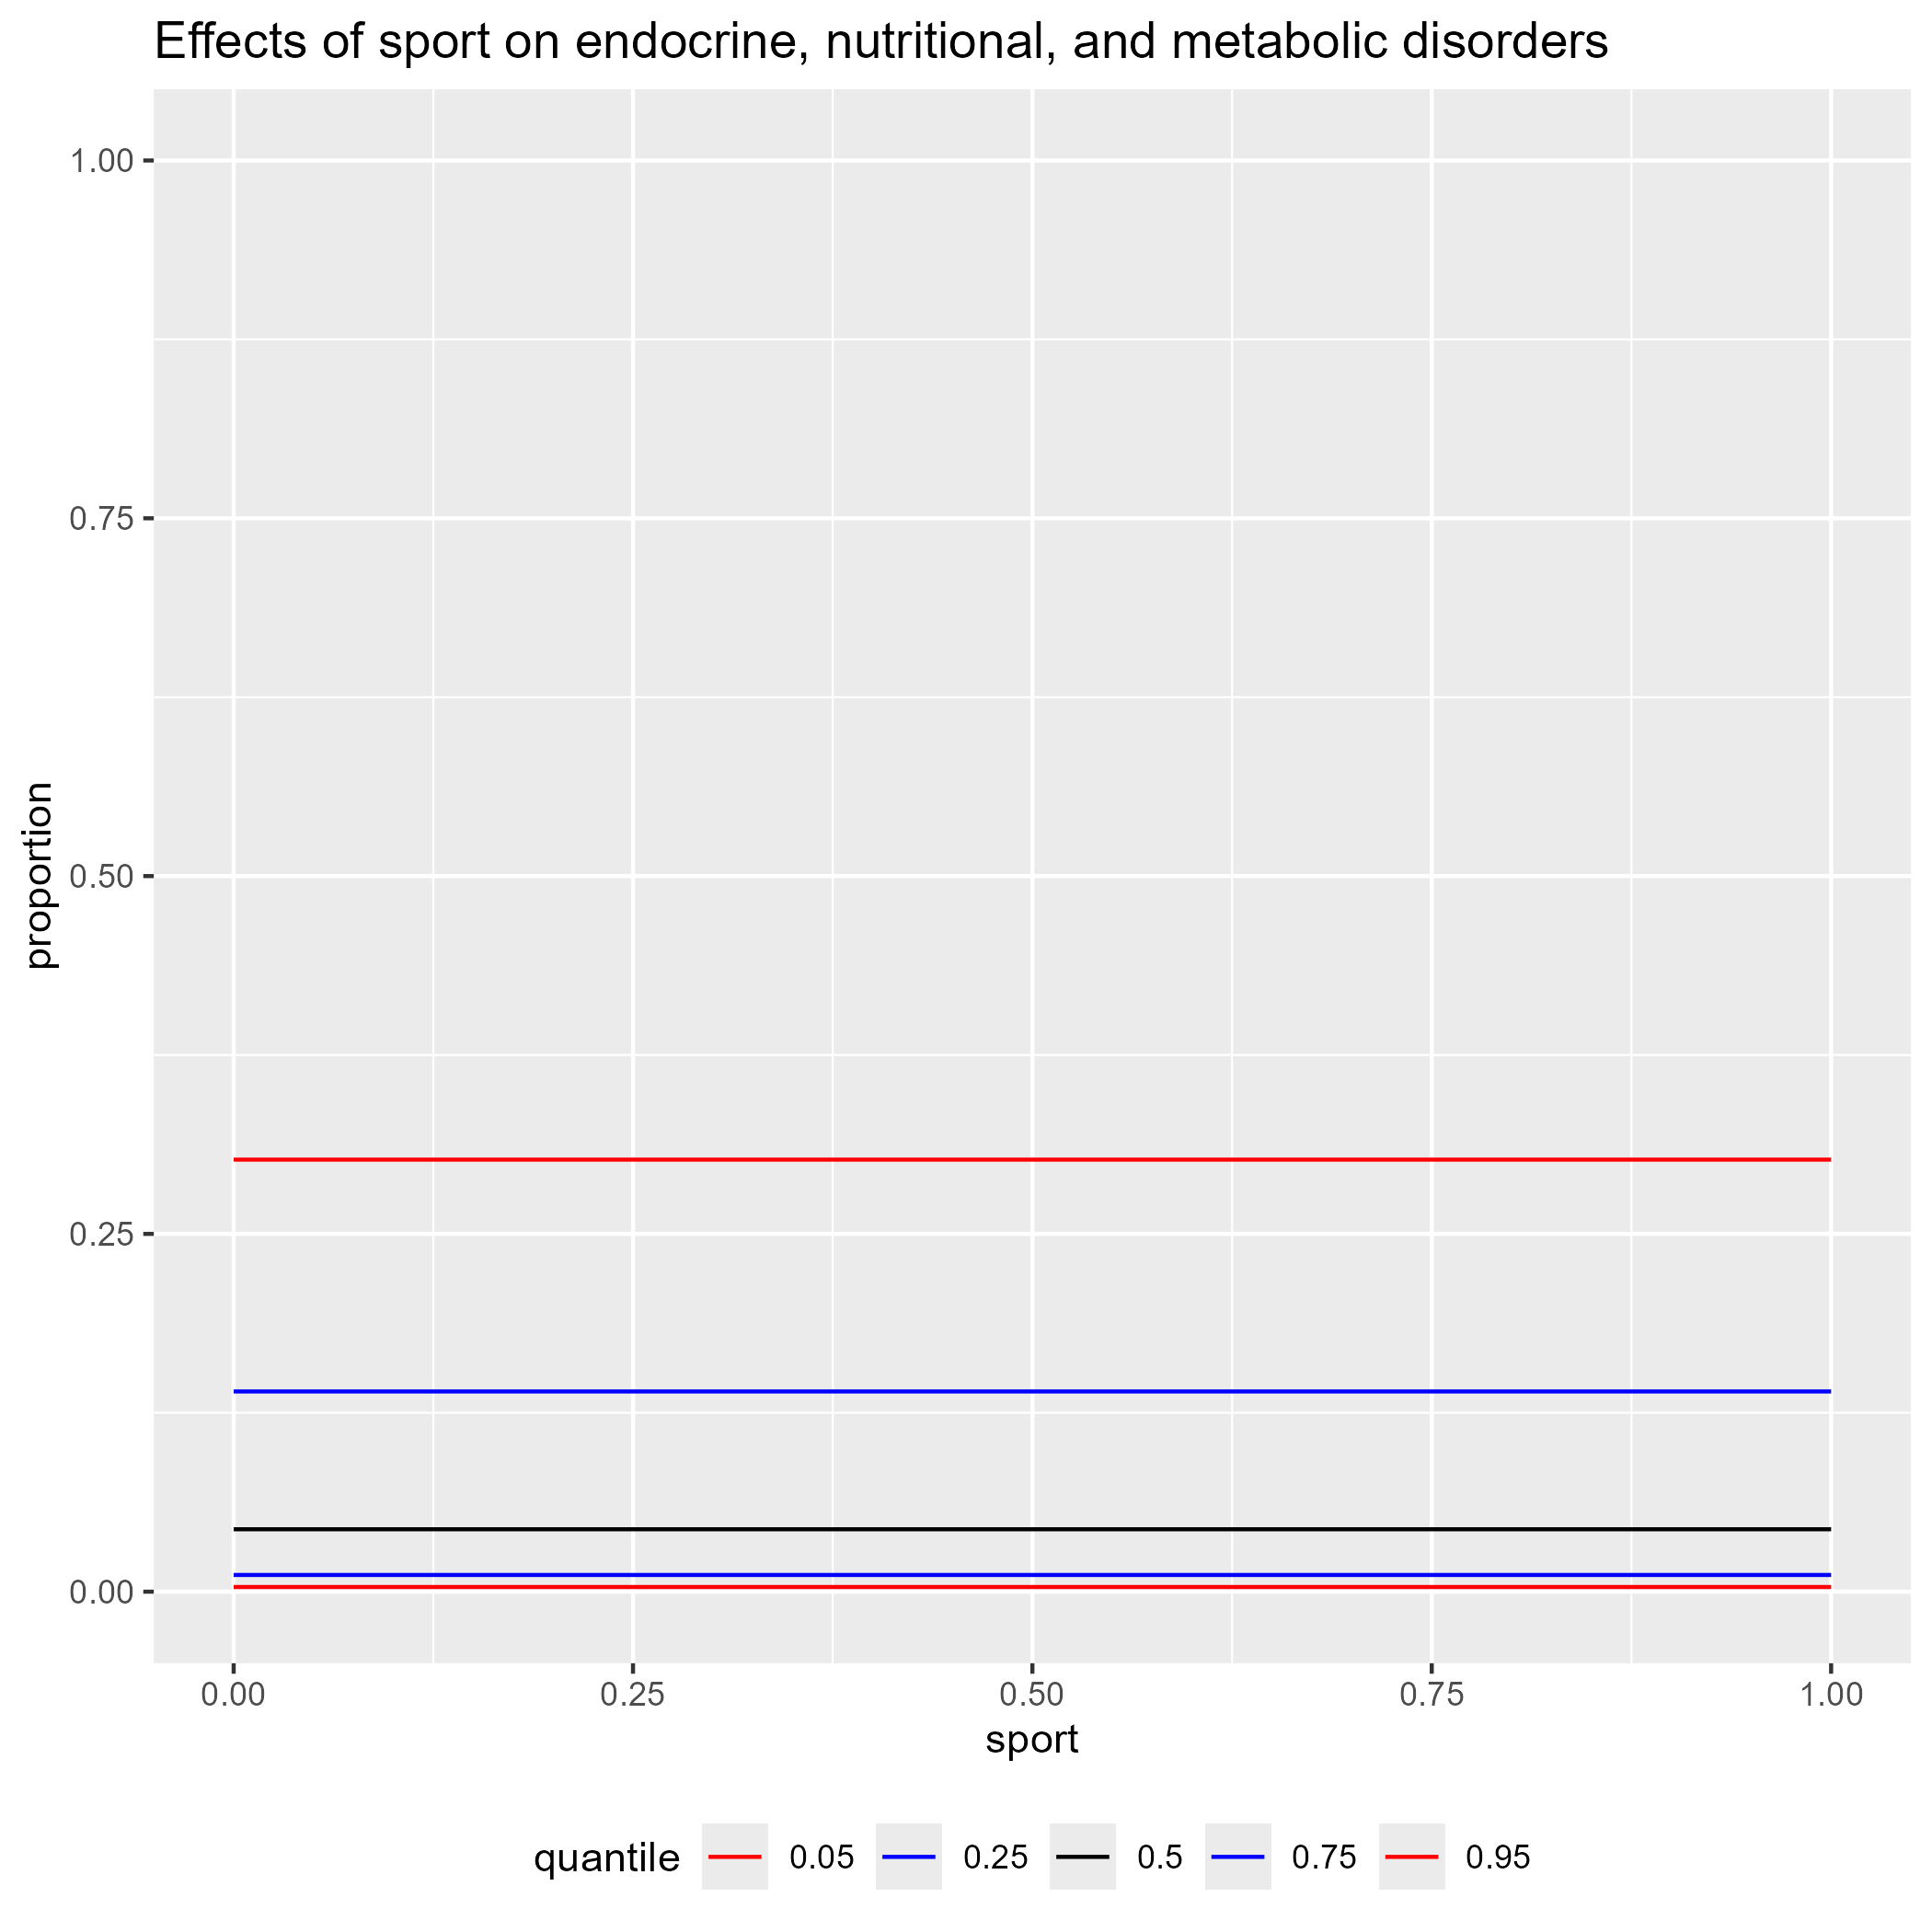 Effects of sport on endocrine, nutritional, and metabolic disorders
1.00
0.75
0.50
0.25
0.00
proportion
0.00 0.25 0.50 0.75 1.00
sport
quantile 0.05 0.25 0.5 0.75 0.95